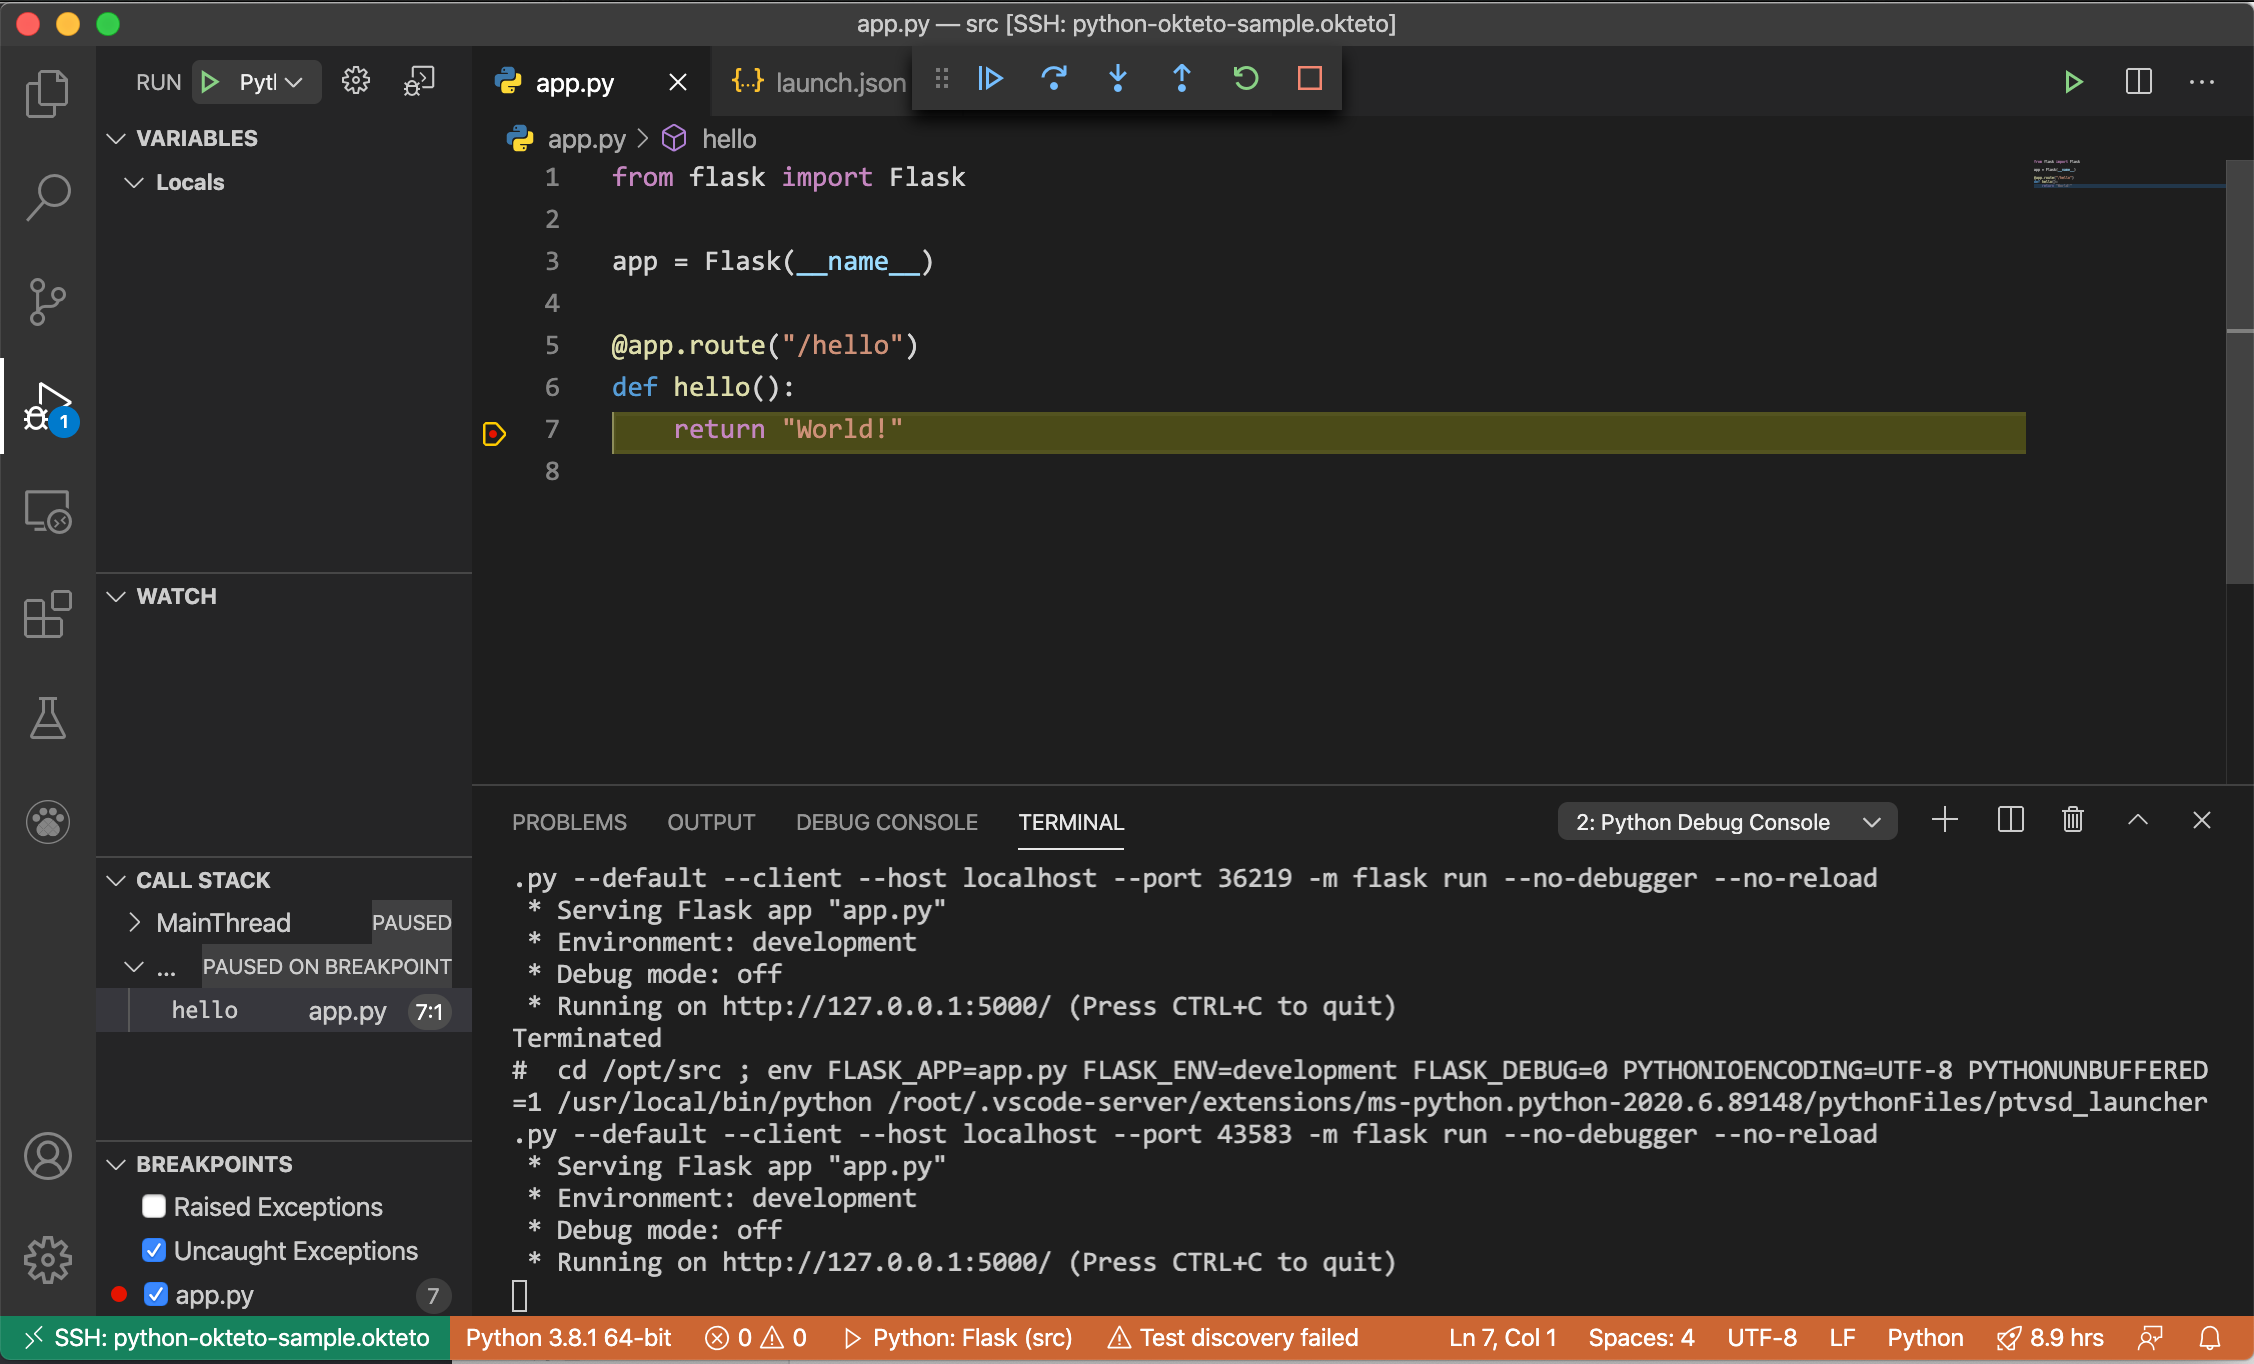 app.py — src [SSH: python-okteto-sample.okteto]
RUN
app.py
launch.json
VARIABLES
Locals
app.py > hello
1 from flask import Flask
2
3 app = Flask(__name__)
4
5 @app.route("/hello")
6 def hello():
7 return "World!"
8
1
WATCH
CALL STACK
MainThread PAUSED
... PAUSED ON BREAKPOINT
hello app.py 7:1
BREAKPOINTS
Raised Exceptions
Uncaught Exceptions
app.py 7
PROBLEMS OUTPUT DEBUG CONSOLE TERMINAL 2: Python Debug Console
.py --default --client --host localhost --port 36219 -m flask run --no-debugger --no-reload
* Serving Flask app "app.py"
* Environment: development
* Debug mode: off
* Running on http://127.0.0.1:5000/ (Press CTRL+C to quit)
Terminated
# cd /opt/src ; env FLASK_APP=app.py FLASK_ENV=development FLASK_DEBUG=0 PYTHONIOENCODING=UTF-8 PYTHONUNBUFFERED
=1 /usr/local/bin/python /root/.vscode-server/extensions/ms-python.python-2020.6.89148/pythonFiles/ptvsd_launcher
.py --default --client --host localhost --port 43583 -m flask run --no-debugger --no-reload
* Serving Flask app "app.py"
* Environment: development
* Debug mode: off
* Running on http://127.0.0.1:5000/ (Press CTRL+C to quit)
SSH: python-okteto-sample.okteto Python 3.8.1 64-bit 0 0 Python: Flask (src) Test discovery failed Ln 7, Col 1 Spaces: 4 UTF-8 LF Python 8.9 hrs